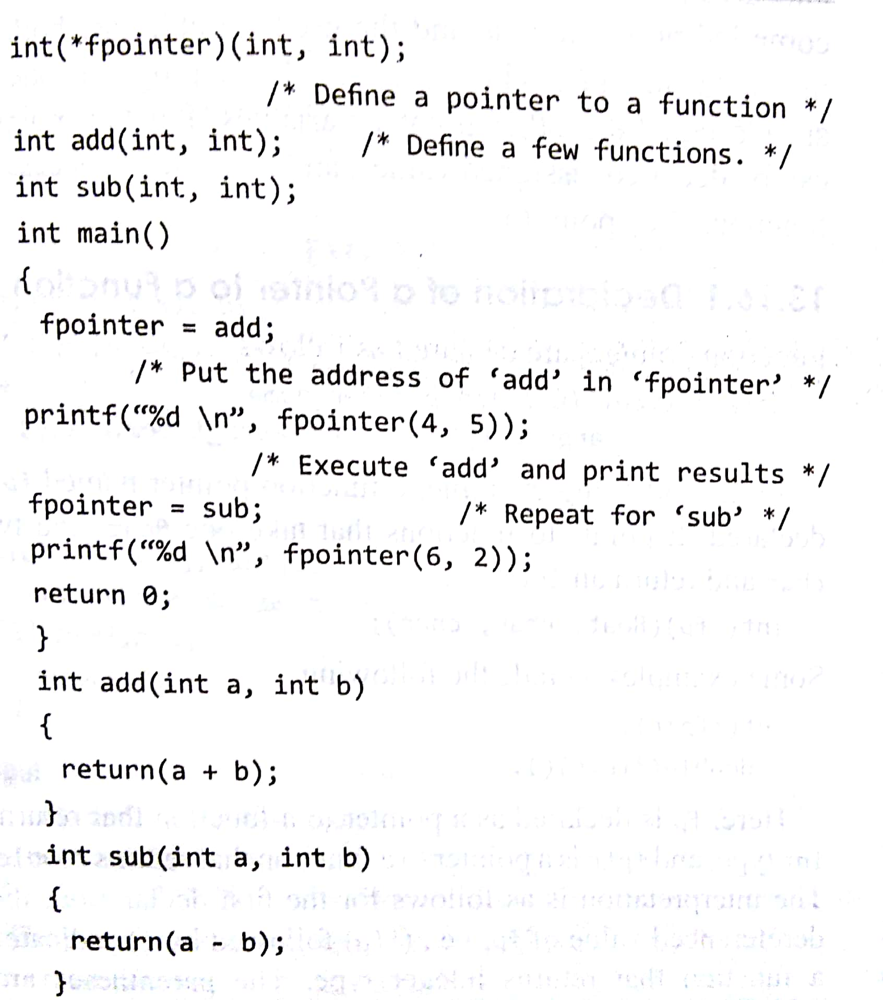 int(*fpointer)(int, int);
/* Define a pointer to a function */
int add(int, int); /* Define a few functions. */
int sub(int, int);
int main()
{
fpointer = add;
/* Put the address of ‘add’ in ‘fpointer’ */
printf(“%d \n”, fpointer(4, 5));
/* Execute ‘add’ and print results */
fpointer = sub; /* Repeat for ‘sub’ */
printf(“%d \n”, fpointer(6, 2));
return 0;
}
int add(int a, int b)
{
return(a + b);
}
int sub(int a, int b)
{
return(a - b);
}